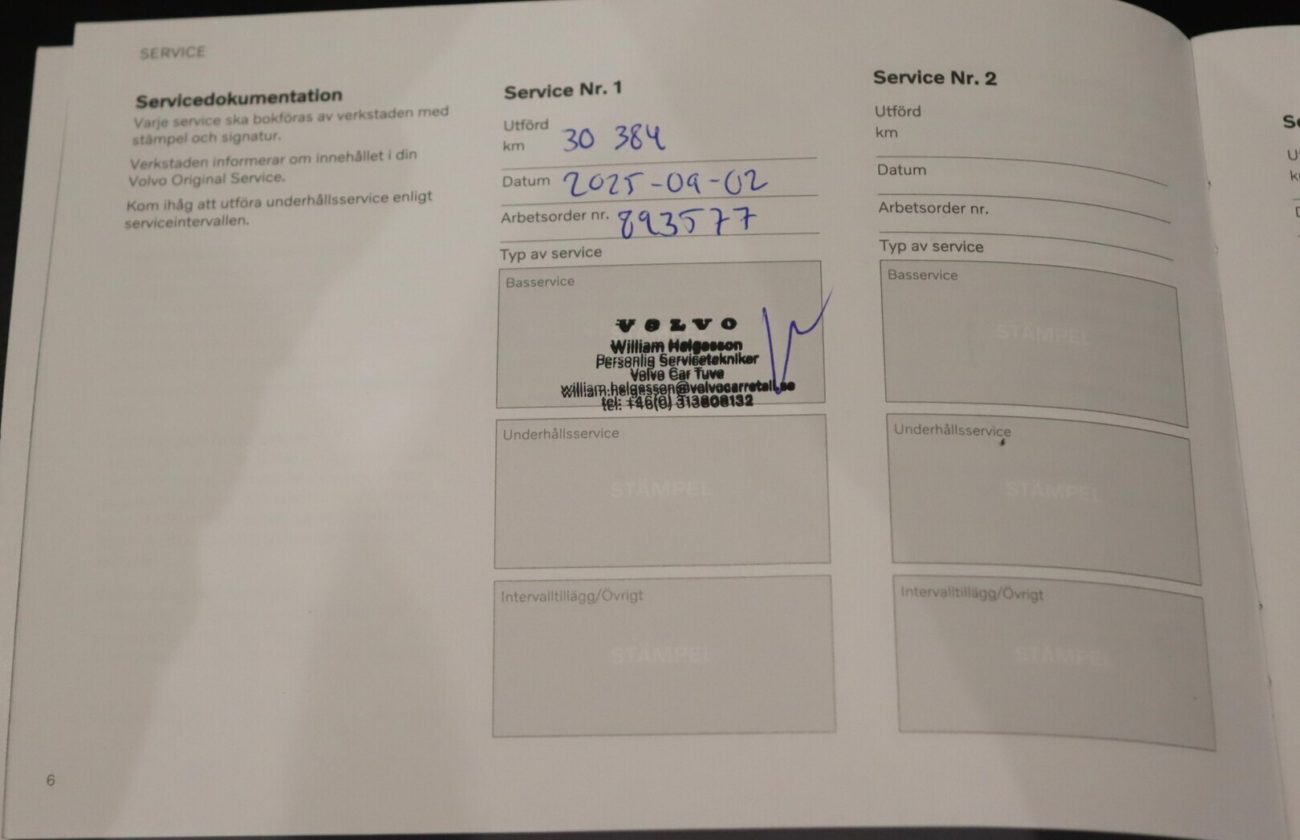 SERVICE
Servicedokumentation
Varje service ska bokföras av verkstaden med
stämpel och signatur.
Verkstaden informerar om innehållet i din
Volvo Original Service.
Kom ihåg att utföra underhållsservice enligt
serviceintervallen.
6
Service Nr. 1
Utförd
km 30 384
Datum 2025-09-02
Arbetsorder nr. 893577
Typ av service
Basservice
VOLVO
William Helgesson
Personlig Servicetekniker
Volvo Car Tuve
william.helgesson@volvocarretail.se
tel: +46(0) 313808132
Underhållsservice
STÄMPEL
Intervalltillägg/Övrigt
STÄMPEL
Service Nr. 2
Utförd
km
Datum
Arbetsorder nr.
Typ av service
Basservice
STÄMPEL
Underhållsservice
STÄMPEL
Intervalltillägg/Övrigt
STÄMPEL